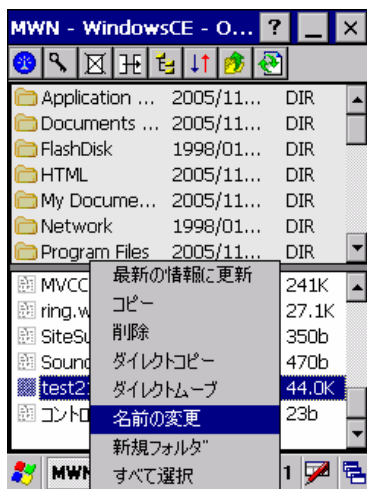 MWN - WindowsCE - O... ?
Application ... 2005/11... DIR
Documents ... 2005/11... DIR
FlashDisk 1998/01... DIR
HTML 2005/11... DIR
My Docume... 2005/11... DIR
Network 1998/01... DIR
Program Files 2005/11... DIR
最新の情報に更新
MVCC 241K
コピー
ring.w 27.1K
削除
SiteSu 350b
ダイレクトコピー
Sound 470b
ダイレクトムーブ
test2 44.0K
名前の変更
コントロ 23b
新規フォルダ
すべて選択
MWN 1